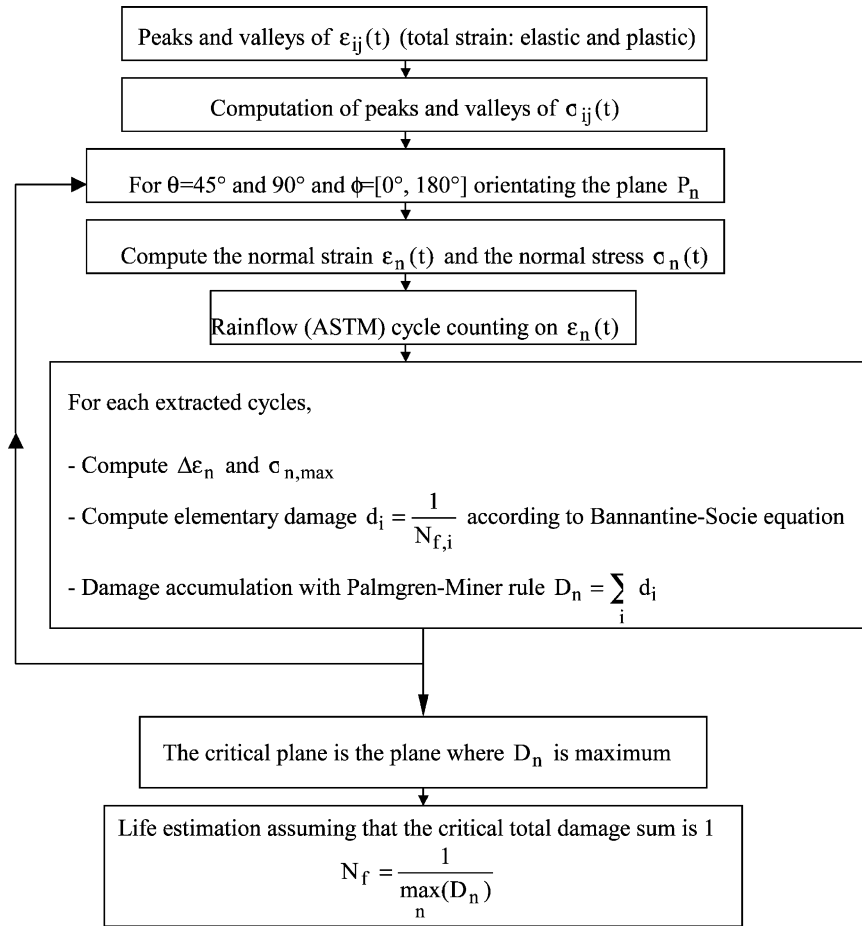 Peaks and valleys of ε_ij(t) (total strain: elastic and plastic)
Computation of peaks and valleys of σ_ij(t)
For θ=45° and 90° and ϕ=[0°, 180°] orientating the plane P_n
Compute the normal strain ε_n(t) and the normal stress σ_n(t)
Rainflow (ASTM) cycle counting on ε_n(t)
For each extracted cycles,
- Compute Δε_n and σ_n,max
- Compute elementary damage d_i = 1/N_f,i according to Bannantine-Socie equation
- Damage accumulation with Palmgren-Miner rule D_n = ∑_i d_i
The critical plane is the plane where D_n is maximum
Life estimation assuming that the critical total damage sum is 1
N_f = 1/max_n(D_n)